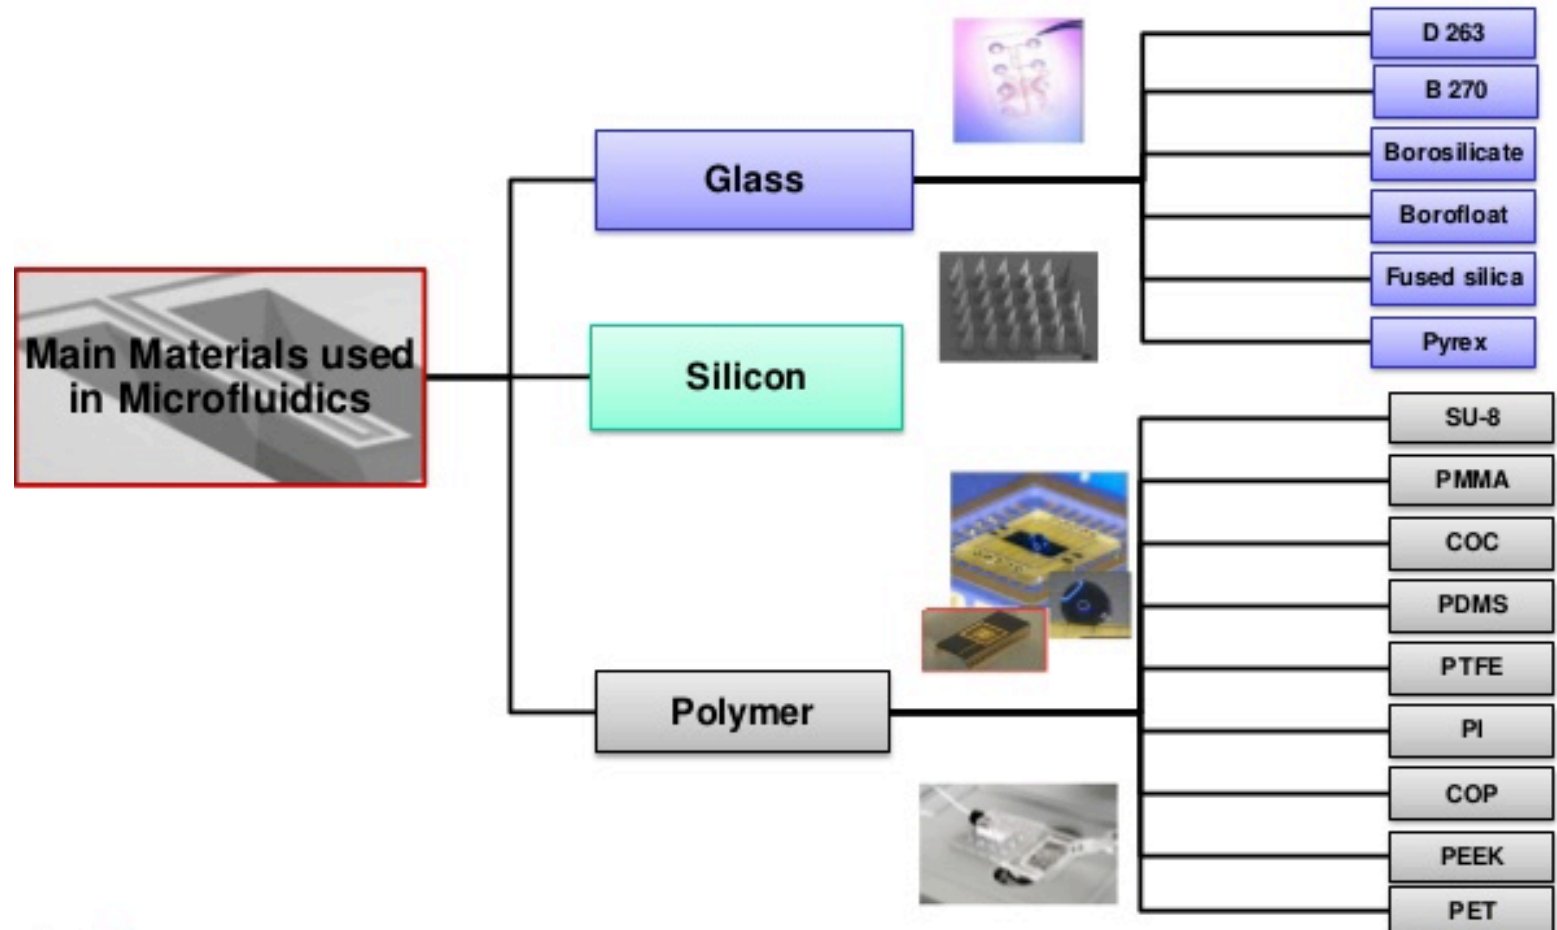 Main Materials used
in Microfluidics
Glass
Silicon
Polymer
D 263
B 270
Borosilicate
Borofloat
Fused silica
Pyrex
SU-8
PMMA
COC
PDMS
PTFE
PI
COP
PEEK
PET